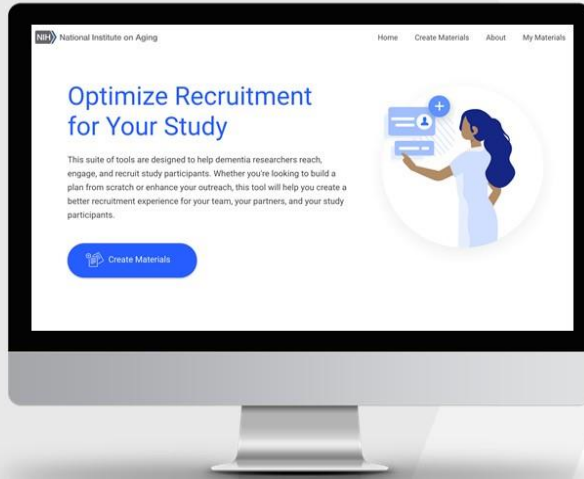 NIH National Institute on Aging
Home Create Materials About My Materials
Optimize Recruitment
for Your Study
This suite of tools are designed to help dementia researchers reach,
engage, and recruit study participants. Whether you're looking to build a
plan from scratch or enhance your outreach, this tool will help you create a
better recruitment experience for your team, your partners, and your study
participants.
Create Materials